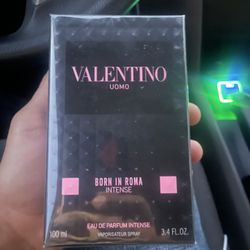 VALENTINO
UOMO
BORN IN ROMA
INTENSE
EAU DE PARFUM INTENSE
100 ml VAPORISATEUR SPRAY 3.4 FL.OZ.